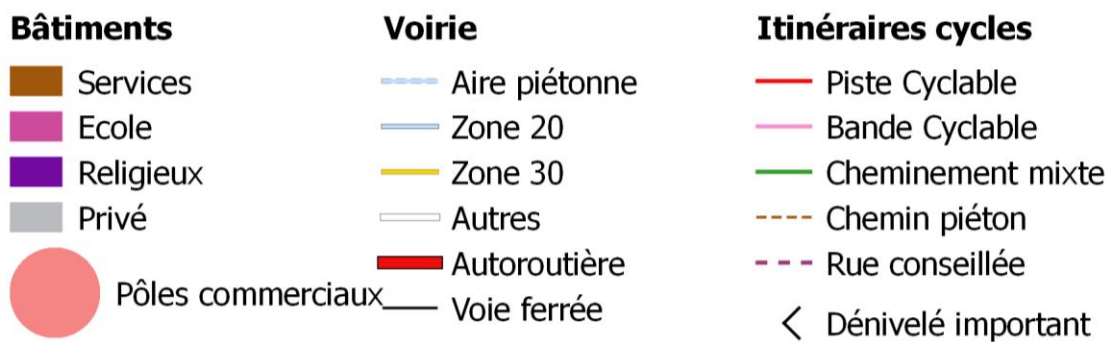 Bâtiments
Services
Ecole
Religieux
Privé
Pôles commerciaux
Voirie
Aire piétonne
Zone 20
Zone 30
Autres
Autoroutière
Voie ferrée
Itinéraires cycles
Piste Cyclable
Bande Cyclable
Cheminement mixte
Chemin piéton
Rue conseillée
Dénivelé important